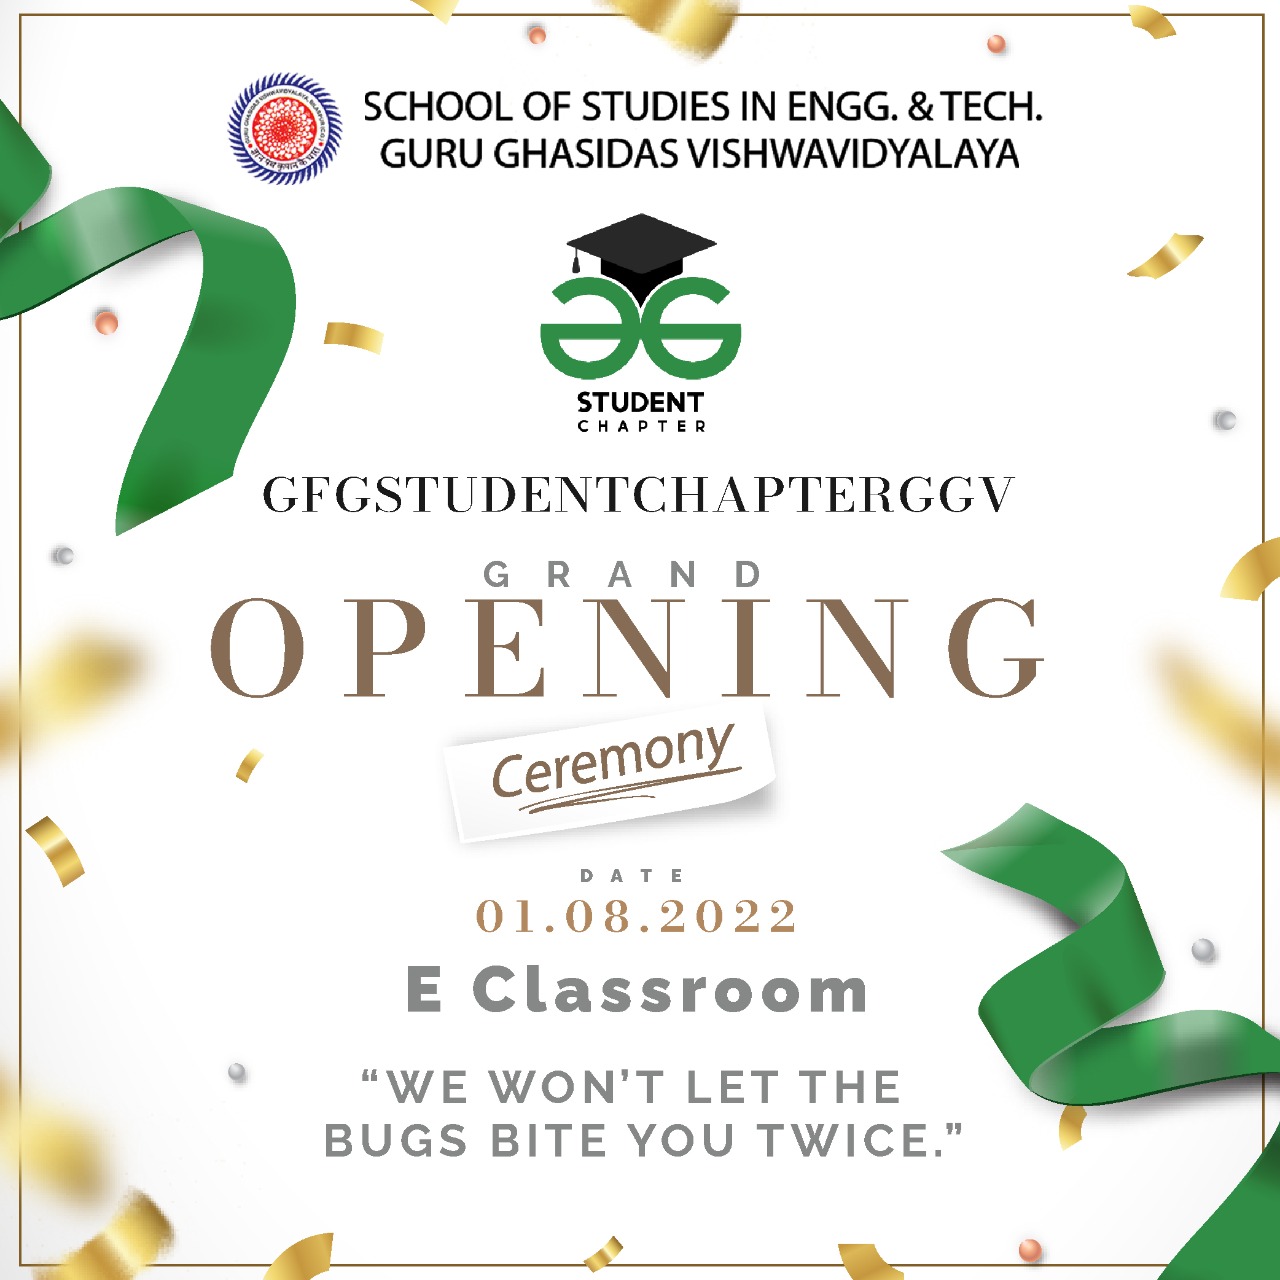 SCHOOL OF STUDIES IN ENGG. & TECH.
GURU GHASIDAS VISHWAVIDYALAYA
STUDENT
CHAPTER
GFGSTUDENTCHAPTERGGV
GRAND
OPENING
Ceremony
DATE
01.08.2022
E Classroom
“WE WON’T LET THE
BUGS BITE YOU TWICE.”